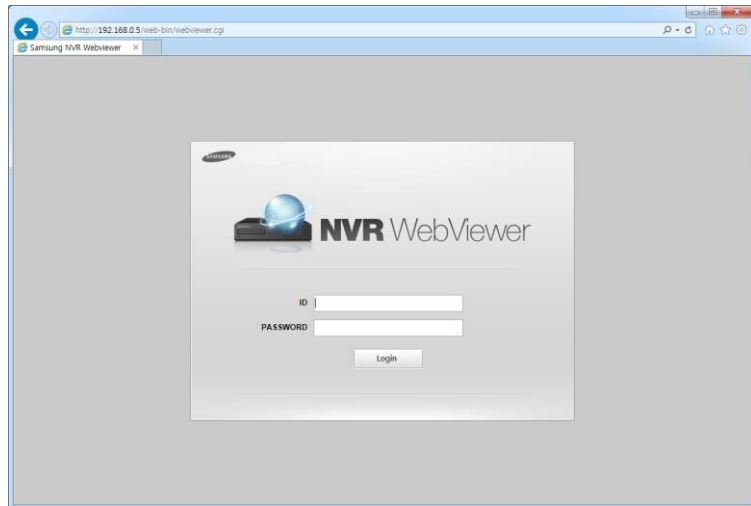 http://192.168.0.5/web-bin/webviewer.cgi
Samsung NVR Webviewer
SAMSUNG
NVR WebViewer
ID
PASSWORD
Login